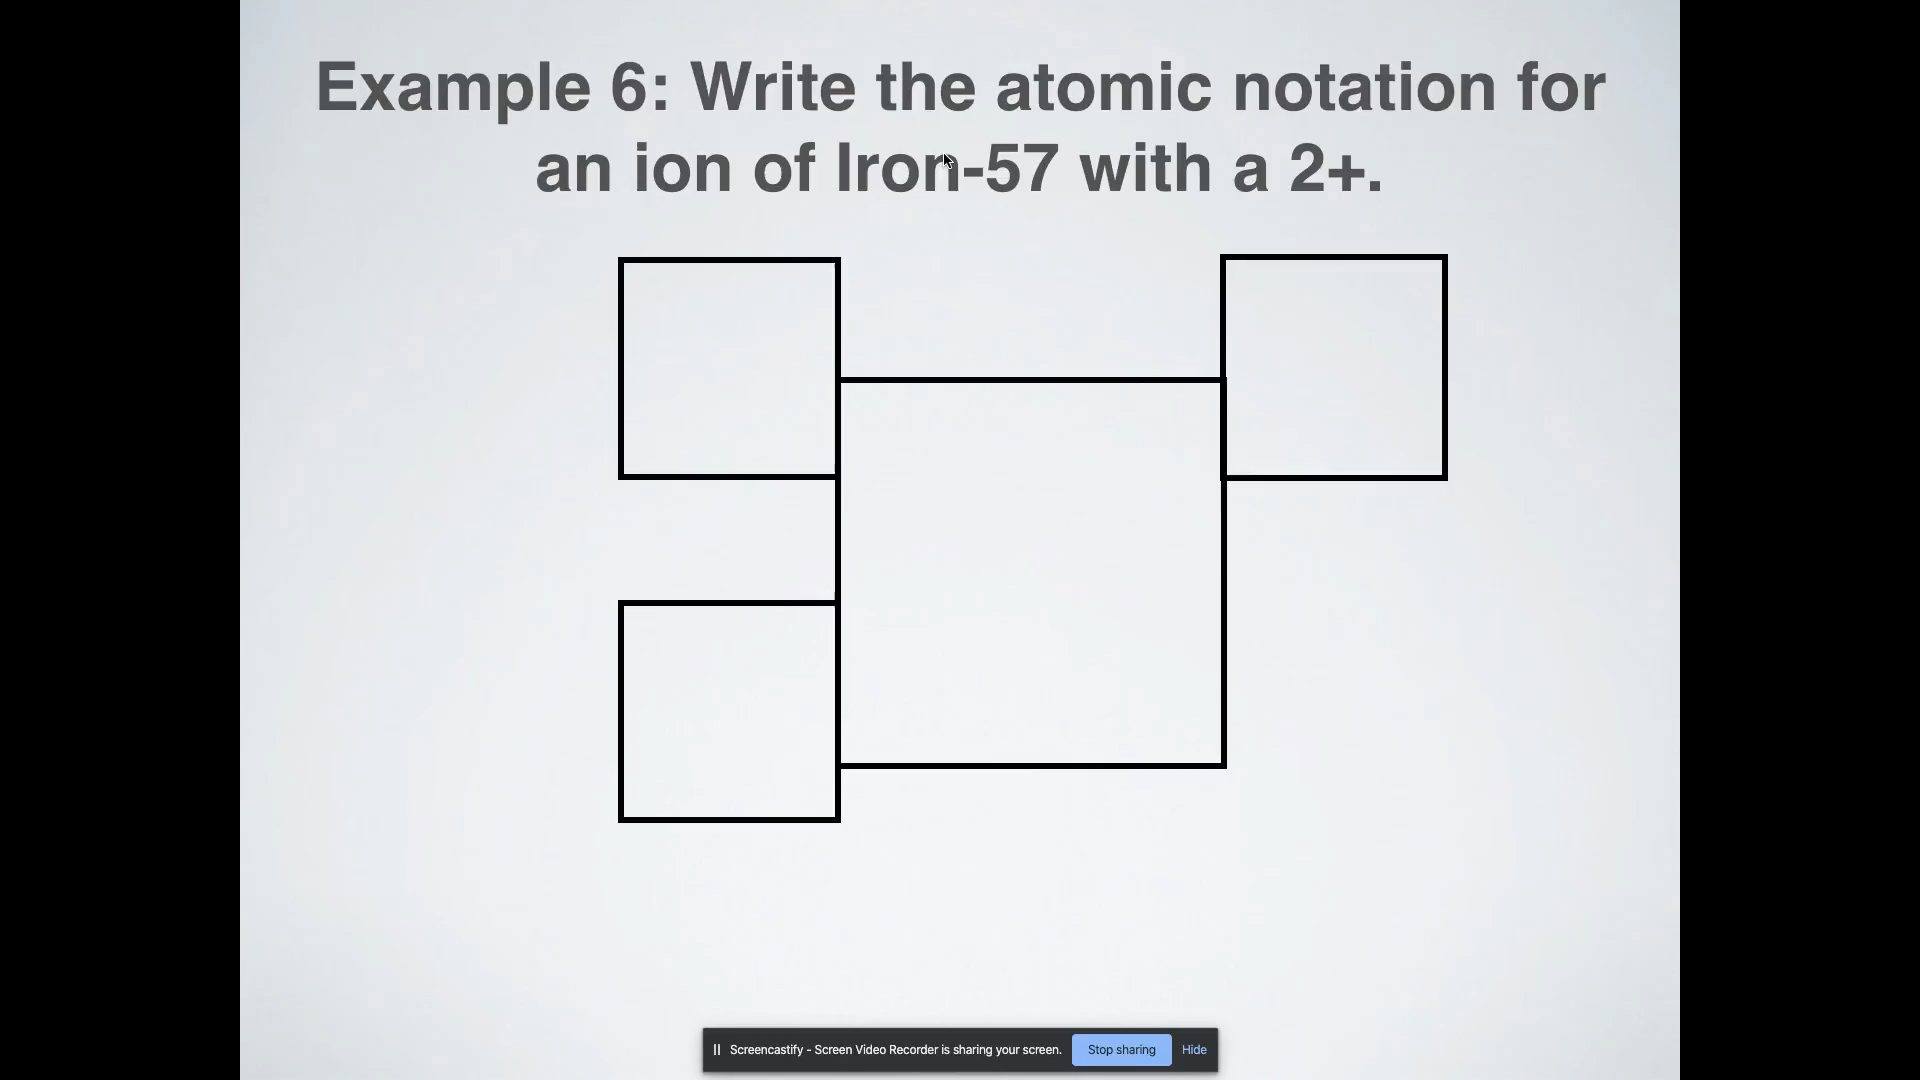 Example 6: Write the atomic notation for
an ion of Iron-57 with a 2+.
Screencastify - Screen Video Recorder is sharing your screen. Stop sharing Hide